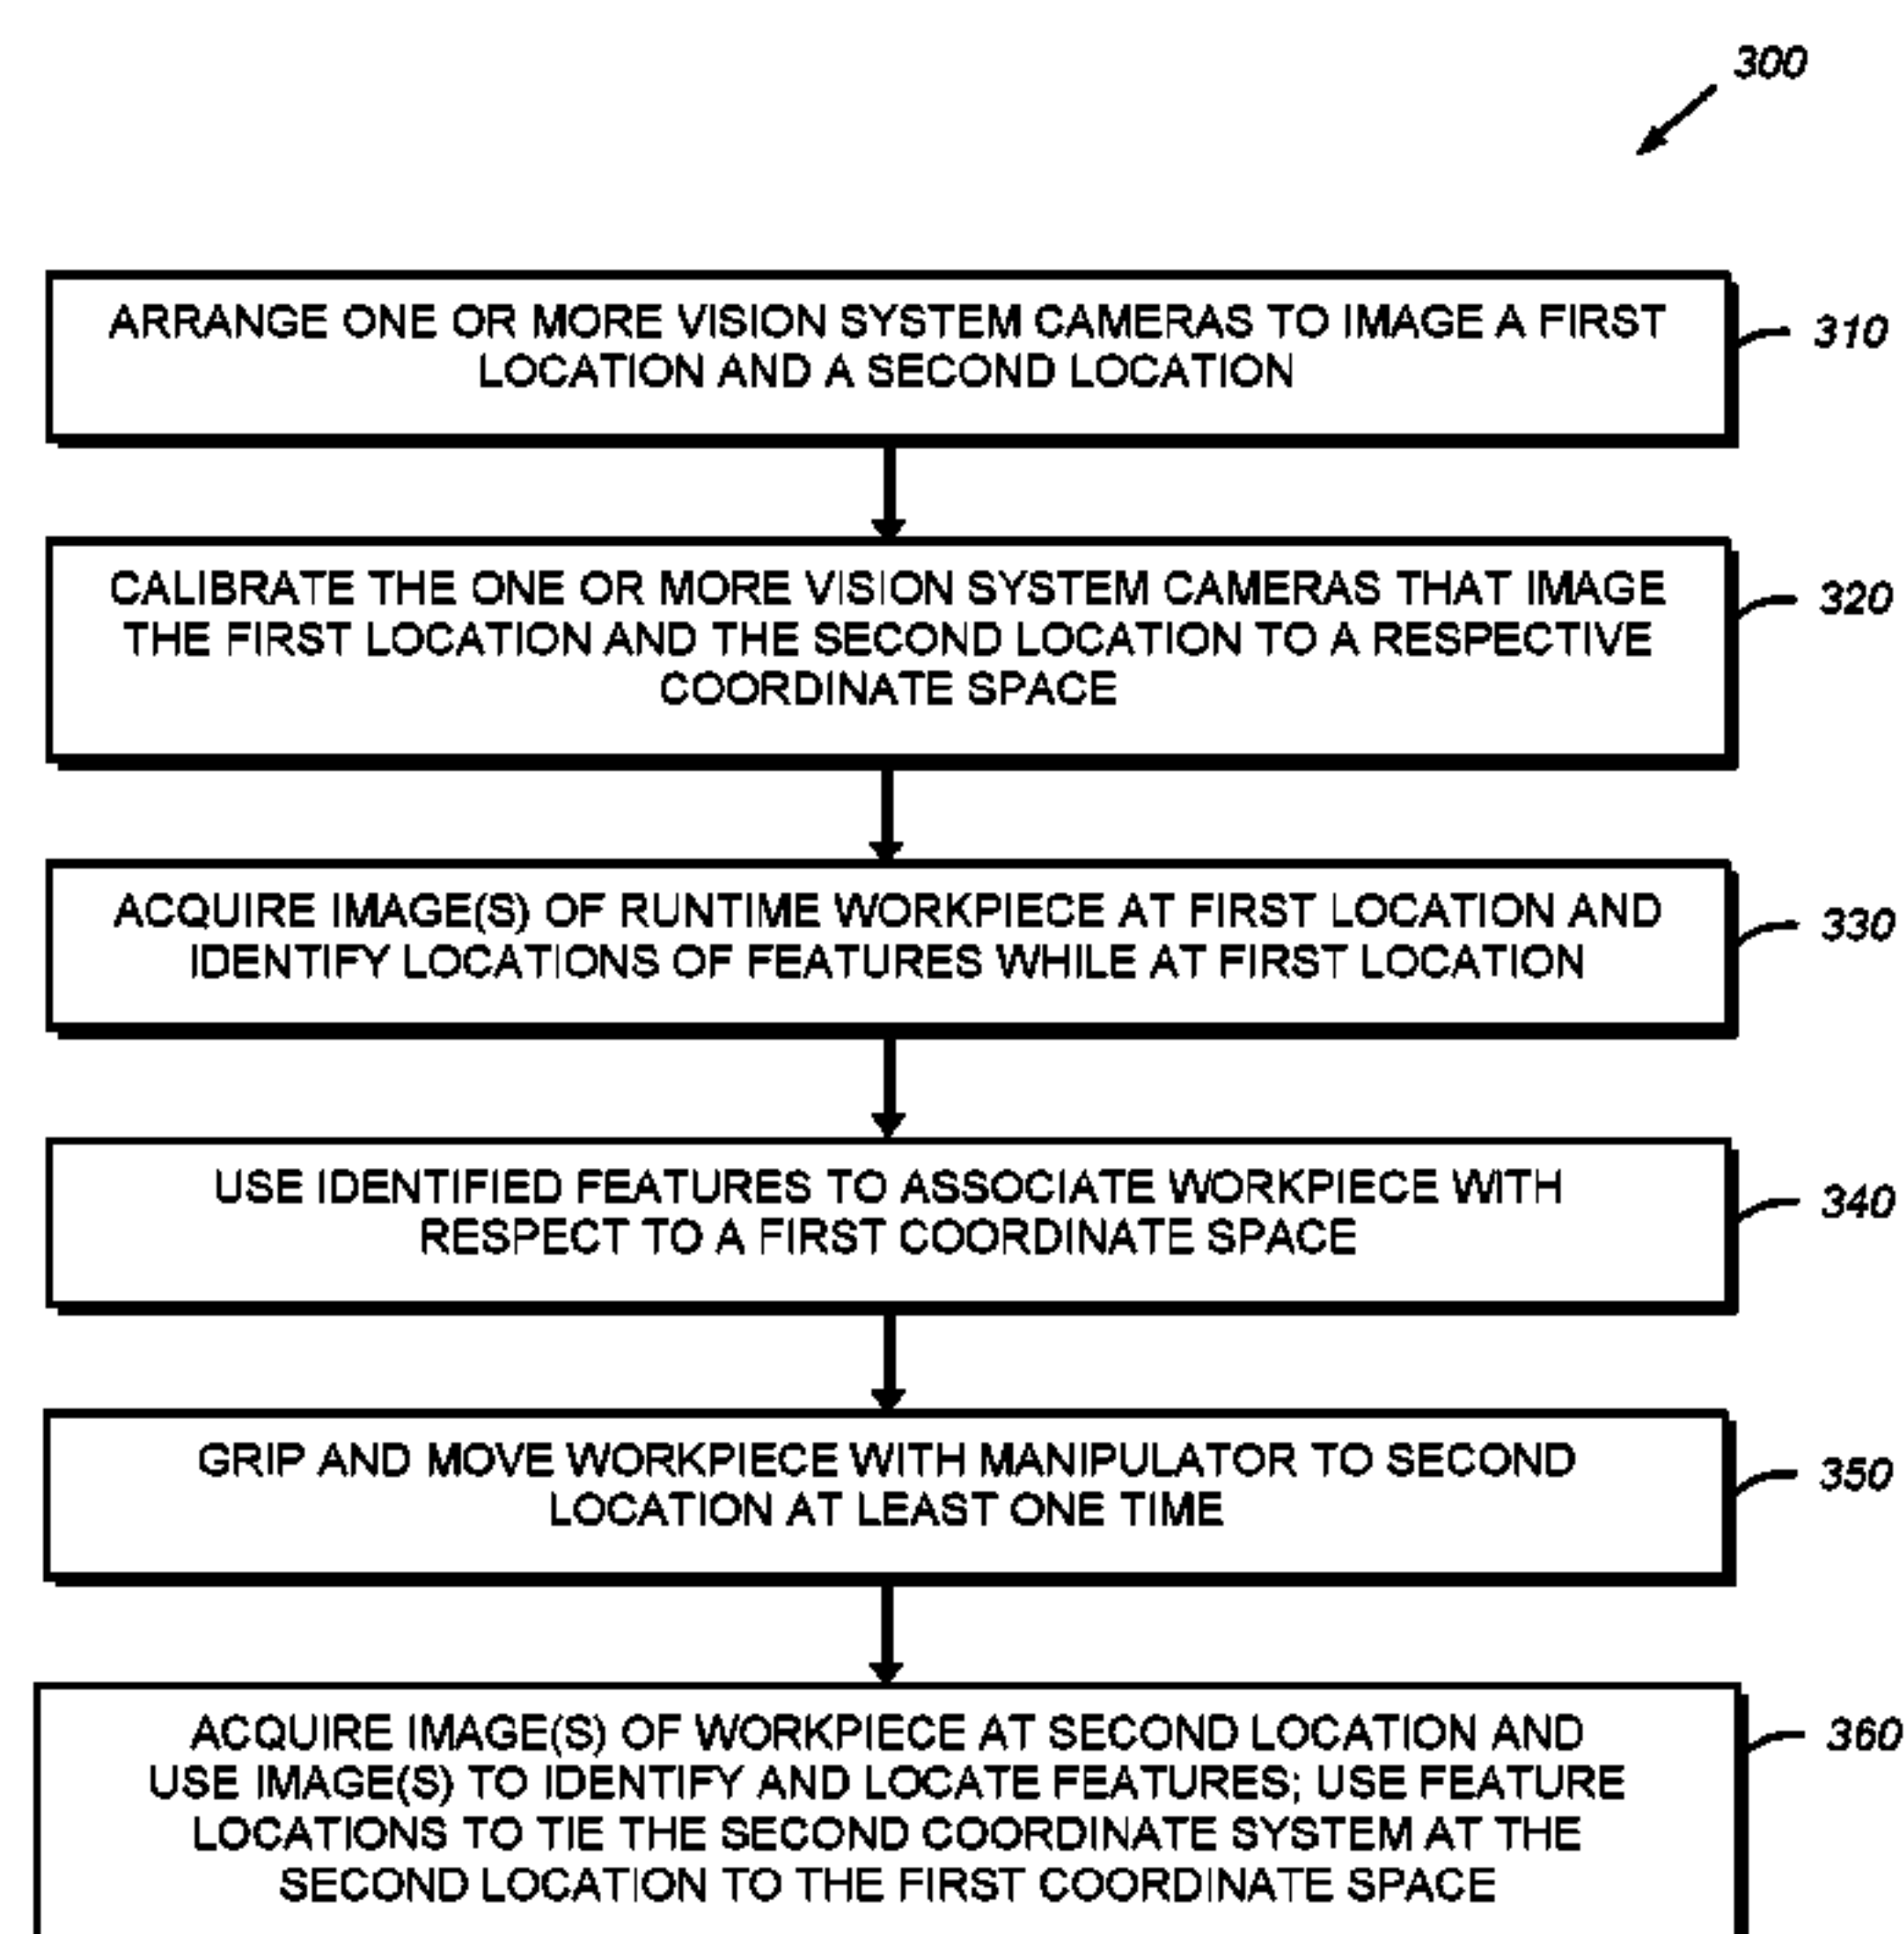 300
ARRANGE ONE OR MORE VISION SYSTEM CAMERAS TO IMAGE A FIRST
LOCATION AND A SECOND LOCATION
310
CALIBRATE THE ONE OR MORE VISION SYSTEM CAMERAS THAT IMAGE
THE FIRST LOCATION AND THE SECOND LOCATION TO A RESPECTIVE
COORDINATE SPACE
320
ACQUIRE IMAGE(S) OF RUNTIME WORKPIECE AT FIRST LOCATION AND
IDENTIFY LOCATIONS OF FEATURES WHILE AT FIRST LOCATION
330
USE IDENTIFIED FEATURES TO ASSOCIATE WORKPIECE WITH
RESPECT TO A FIRST COORDINATE SPACE
340
GRIP AND MOVE WORKPIECE WITH MANIPULATOR TO SECOND
LOCATION AT LEAST ONE TIME
350
ACQUIRE IMAGE(S) OF WORKPIECE AT SECOND LOCATION AND
USE IMAGE(S) TO IDENTIFY AND LOCATE FEATURES; USE FEATURE
LOCATIONS TO TIE THE SECOND COORDINATE SYSTEM AT THE
SECOND LOCATION TO THE FIRST COORDINATE SPACE
360